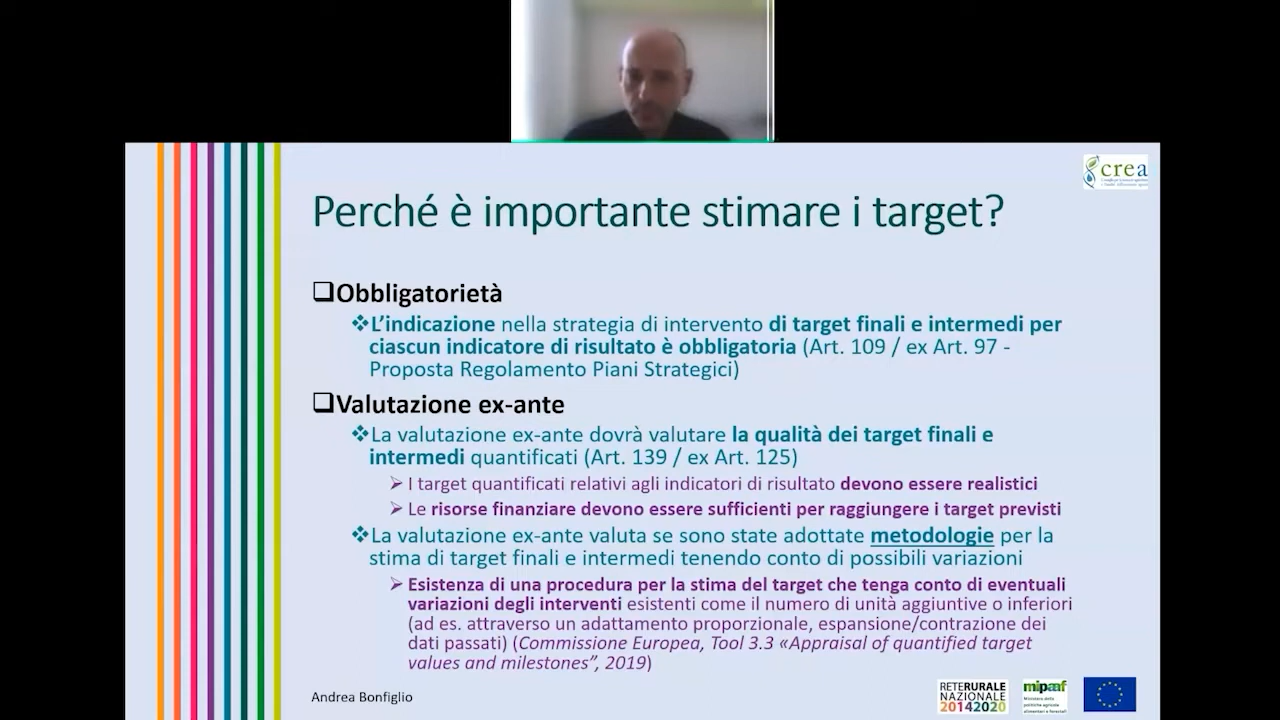 crea
Perché è importante stimare i target?
❑Obbligatorietà
❖L’indicazione nella strategia di intervento di target finali e intermedi per
ciascun indicatore di risultato è obbligatoria (Art. 109 / ex Art. 97 -
Proposta Regolamento Piani Strategici)
❑Valutazione ex-ante
❖La valutazione ex-ante dovrà valutare la qualità dei target finali e
intermedi quantificati (Art. 139 / ex Art. 125)
➢I target quantificati relativi agli indicatori di risultato devono essere realistici
➢Le risorse finanziare devono essere sufficienti per raggiungere i target previsti
❖La valutazione ex-ante valuta se sono state adottate metodologie per la
stima di target finali e intermedi tenendo conto di possibili variazioni
➢Esistenza di una procedura per la stima del target che tenga conto di eventuali
variazioni degli interventi esistenti come il numero di unità aggiuntive o inferiori
(ad es. attraverso un adattamento proporzionale, espansione/contrazione dei
dati passati) (Commissione Europea, Tool 3.3 «Appraisal of quantified target
values and milestones”, 2019)
Andrea Bonfiglio
RETERURALE
NAZIONALE
20142020
mipaaf